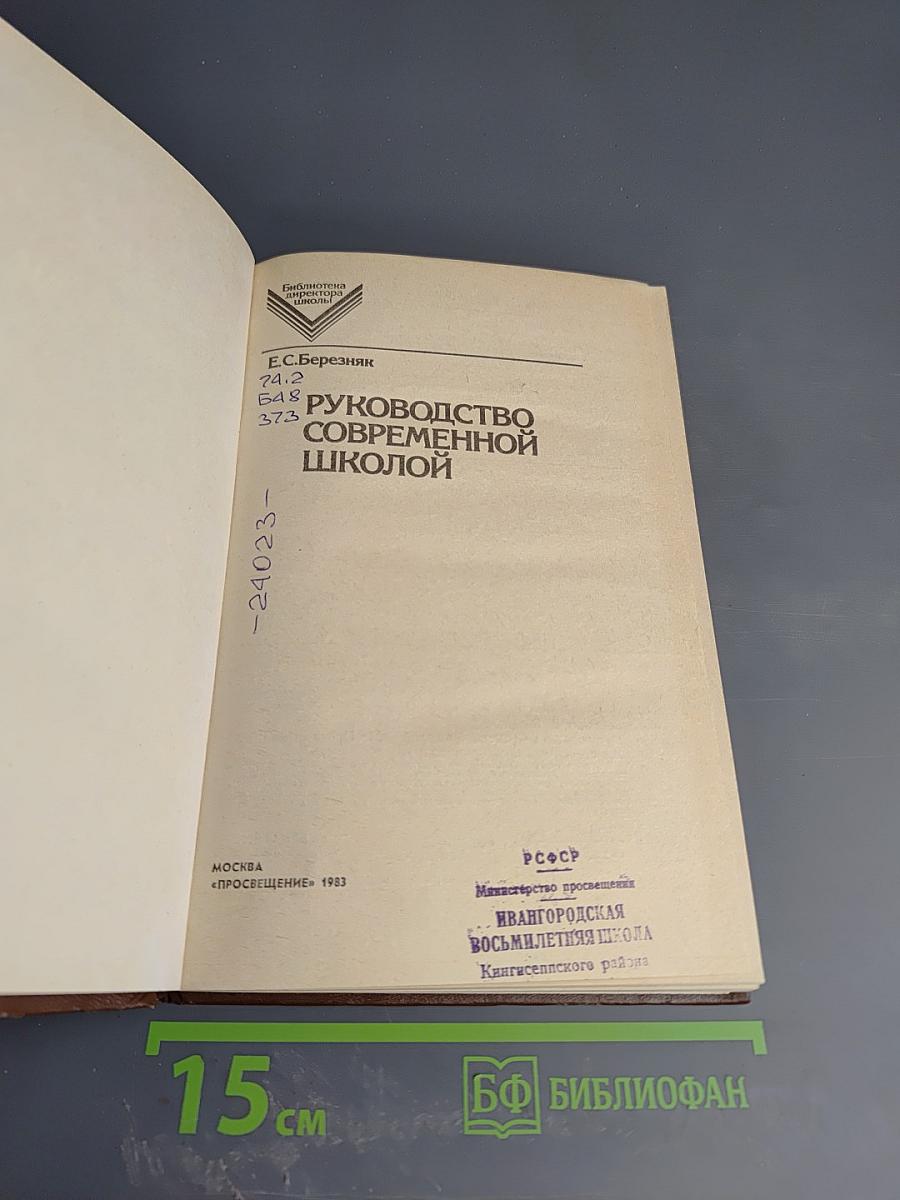 Библиотека
директора
школы
Е.С.Березняк
74.2
Б48
373
РУКОВОДСТВО
СОВРЕМЕННОЙ
ШКОЛОЙ
-24023-
МОСКВА
«ПРОСВЕЩЕНИЕ» 1983
РСФСР
Министерство просвещения
ИВАНГОРОДСКАЯ
ВОСЬМИЛЕТНЯЯ ШКОЛА
Кингисеппского района
15 см
БФ БИБЛИОФАН